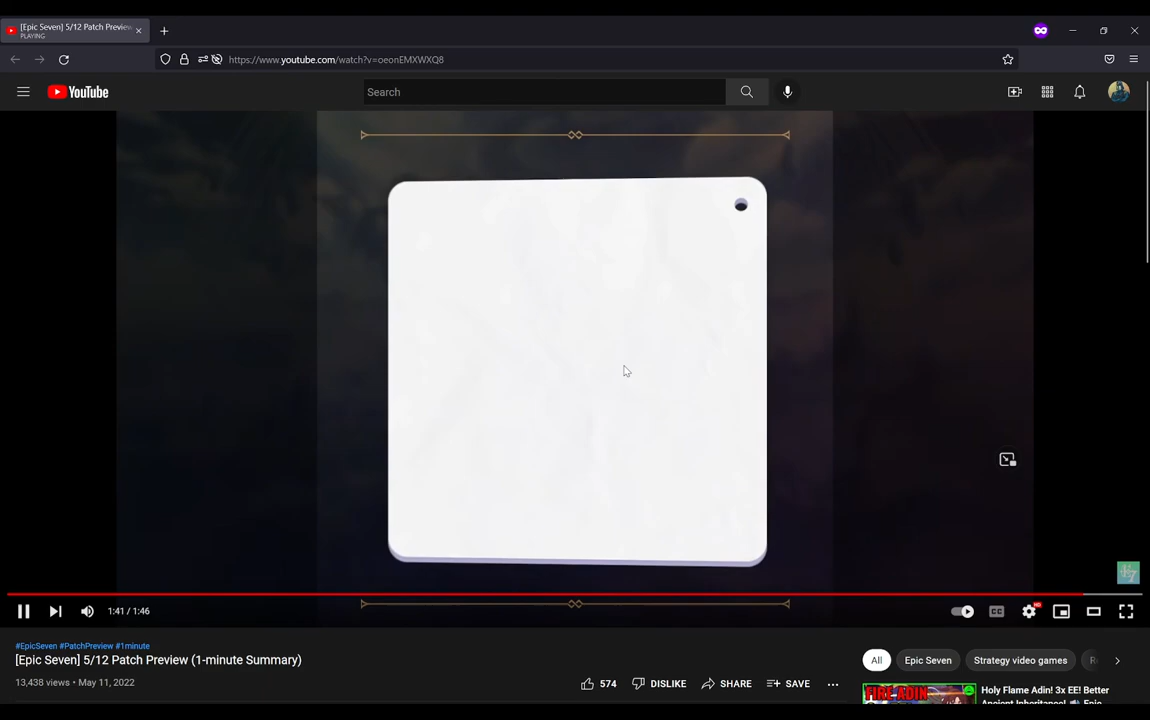 [Epic Seven] 5/12 Patch Preview
PLAYING
https://www.youtube.com/watch?v=oeonEMXWXQ8
YouTube
Search
1:41 / 1:46
CC
HD
#EpicSeven #PatchPreview #1minute
[Epic Seven] 5/12 Patch Preview (1-minute Summary)
13,438 views • May 11, 2022
574
DISLIKE
SHARE
SAVE
All
Epic Seven
Strategy video games
FIRE ADIN
Holy Flame Adin! 3x EE! Better
Ancient Inheritance!